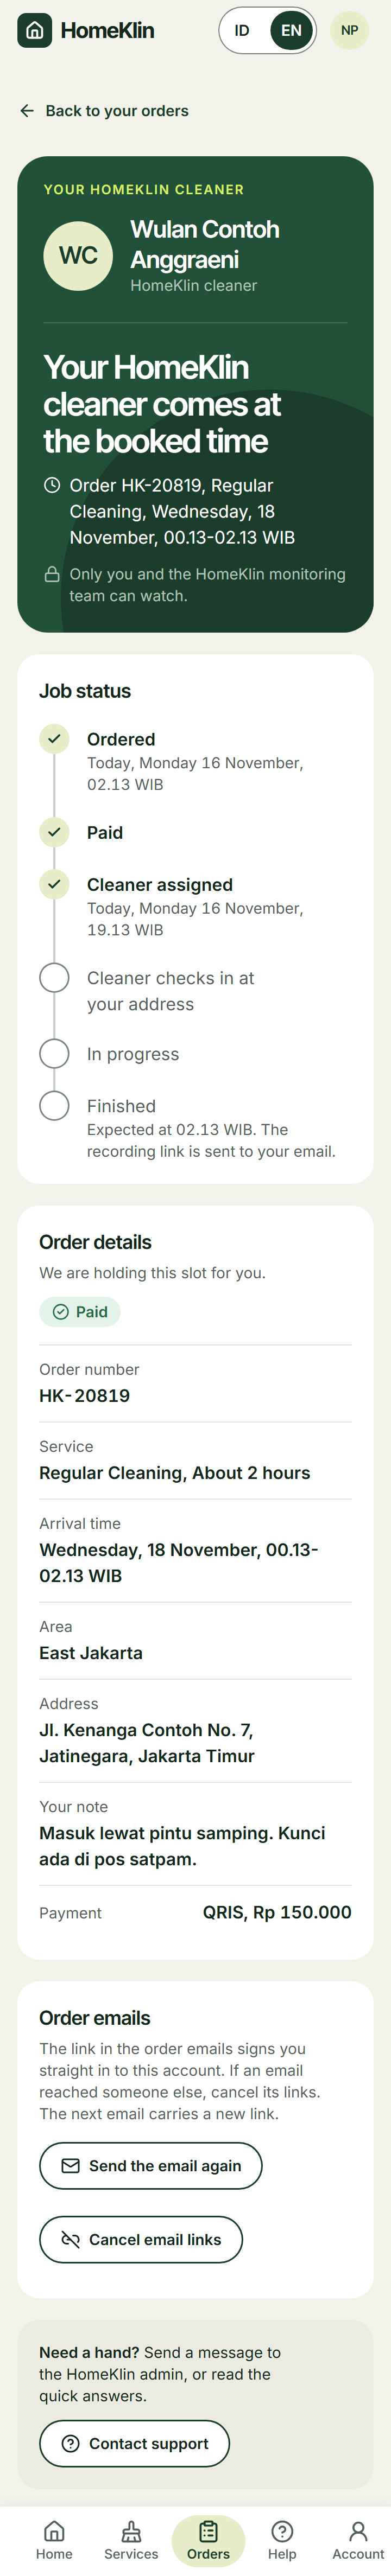 HomeKlin
ID
EN
NP
Back to your orders
YOUR HOMEKLIN CLEANER
WC
Wulan Contoh
Anggraeni
HomeKlin cleaner
Your HomeKlin
cleaner comes at
the booked time
Order HK-20819, Regular
Cleaning, Wednesday, 18
November, 00.13-02.13 WIB
Only you and the HomeKlin monitoring
team can watch.
Job status
Ordered
Today, Monday 16 November,
02.13 WIB
Paid
Cleaner assigned
Today, Monday 16 November,
19.13 WIB
Cleaner checks in at
your address
In progress
Finished
Expected at 02.13 WIB. The
recording link is sent to your email.
Order details
We are holding this slot for you.
Paid
Order number
HK-20819
Service
Regular Cleaning, About 2 hours
Arrival time
Wednesday, 18 November, 00.13-
02.13 WIB
Area
East Jakarta
Address
Jl. Kenanga Contoh No. 7,
Jatinegara, Jakarta Timur
Your note
Masuk lewat pintu samping. Kunci
ada di pos satpam.
Payment
QRIS, Rp 150.000
Order emails
The link in the order emails signs you
straight in to this account. If an email
reached someone else, cancel its links.
The next email carries a new link.
Send the email again
Cancel email links
Need a hand? Send a message to
the HomeKlin admin, or read the
quick answers.
Contact support
Home
Services
Orders
Help
Account